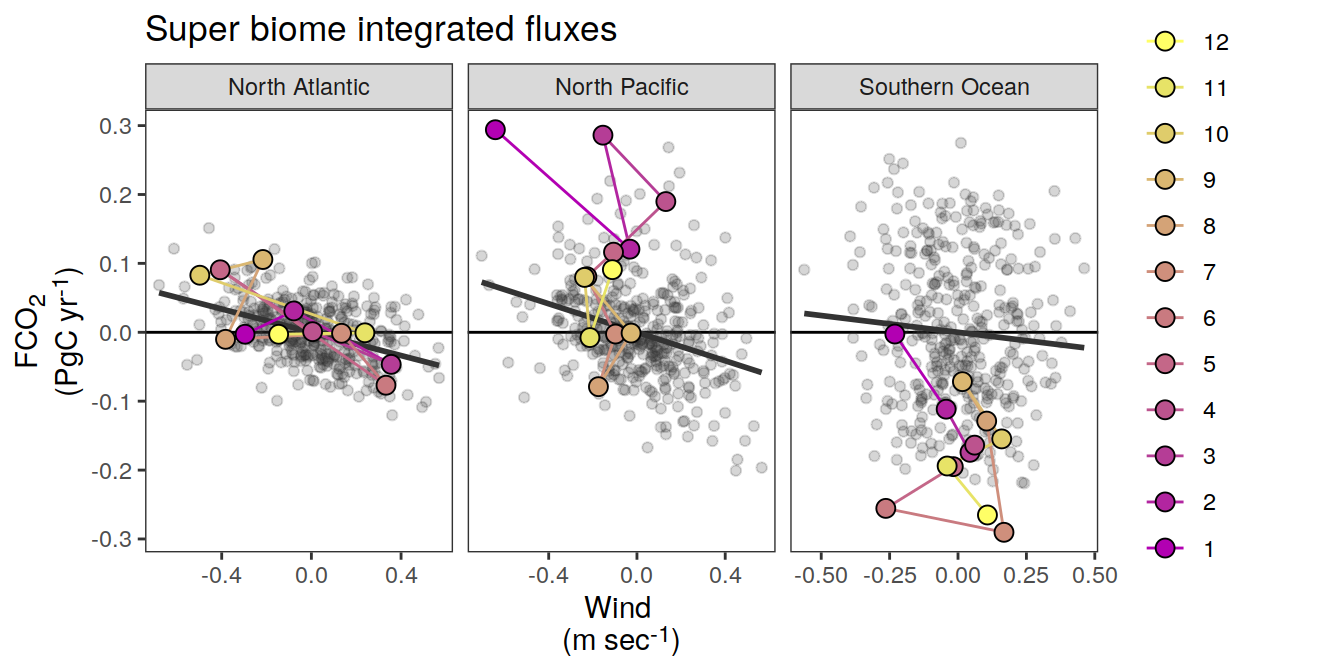 Super biome integrated fluxes
North Atlantic
North Pacific
Southern Ocean
FCO₂
(PgC yr⁻¹)
0.3
0.2
0.1
0.0
-0.1
-0.2
-0.3
-0.4 0.0 0.4
-0.4 0.0 0.4
-0.50 -0.25 0.00 0.25 0.50
Wind
(m sec⁻¹)
12
11
10
9
8
7
6
5
4
3
2
1